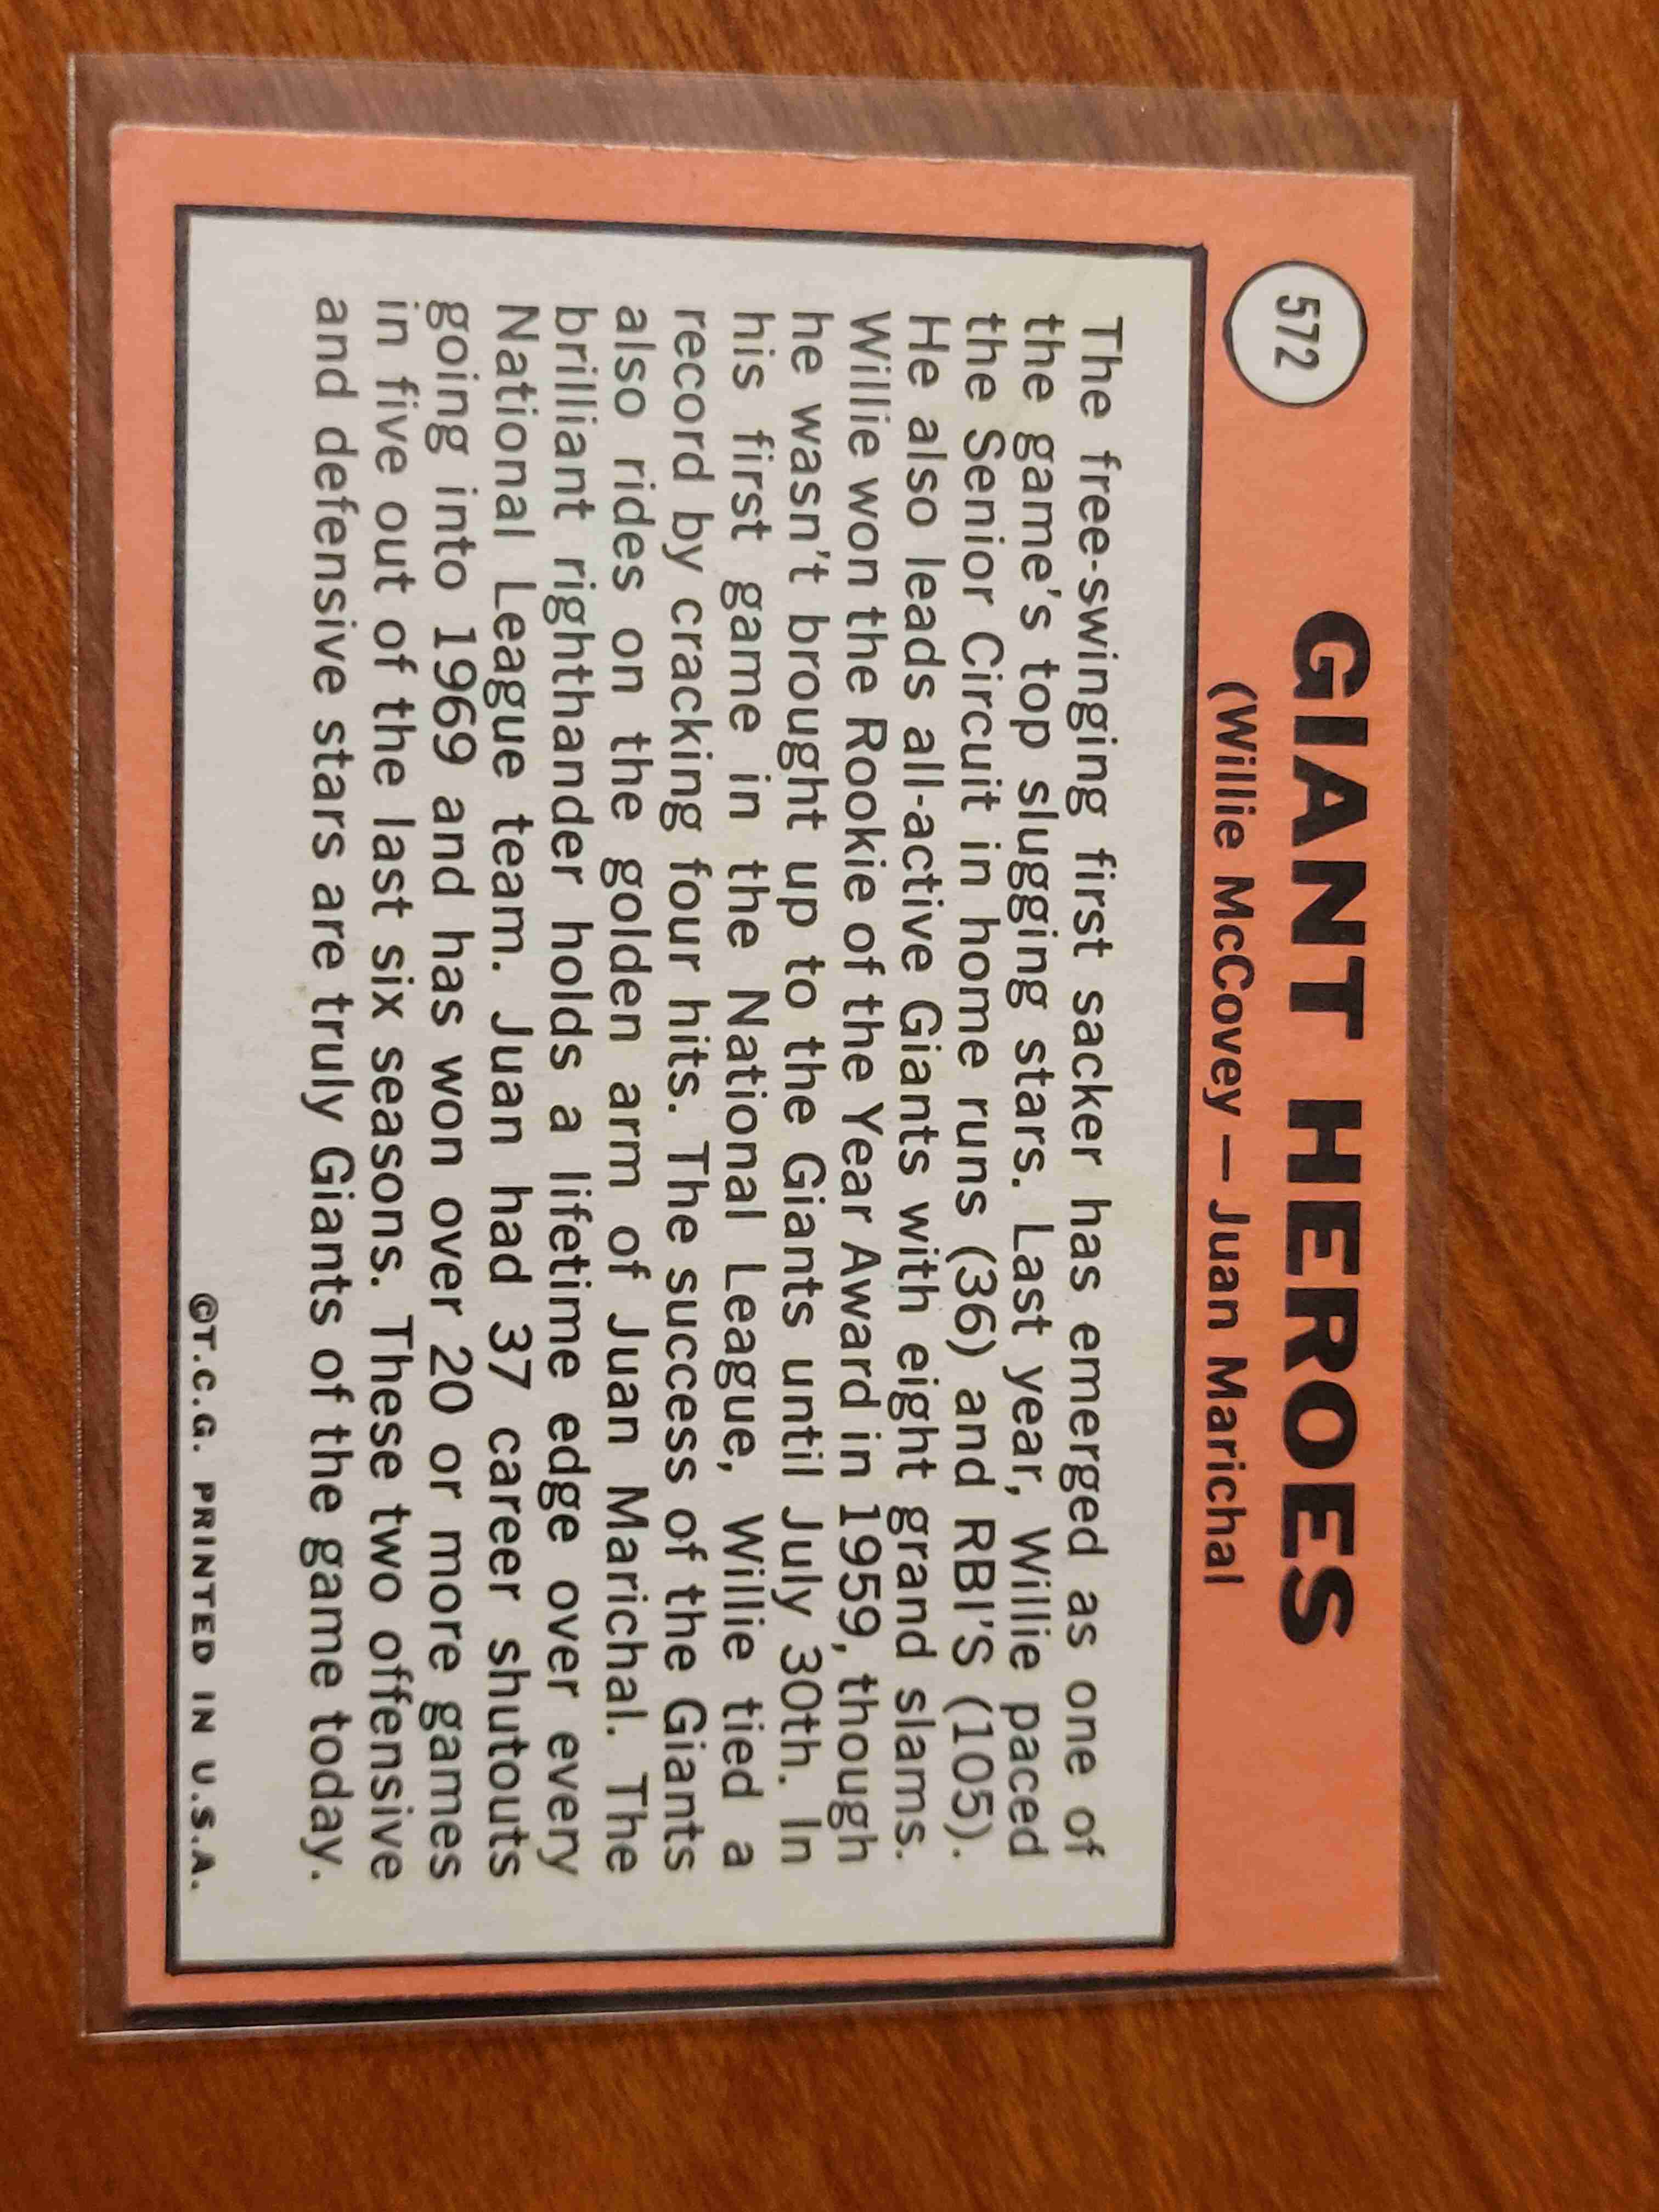 572
GIANT HEROES
(Willie McCovey — Juan Marichal
The free-swinging first sacker has emerged as one of
the game's top slugging stars. Last year, Willie paced
the Senior Circuit in home runs (36) and RBI'S (105).
He also leads all-active Giants with eight grand slams.
Willie won the Rookie of the Year Award in 1959, though
he wasn't brought up to the Giants until July 30th. In
his first game in the National League, Willie tied a
record by cracking four hits. The success of the Giants
also rides on the golden arm of Juan Marichal. The
brilliant righthander holds a lifetime edge over every
National League team. Juan had 37 career shutouts
going into 1969 and has won over 20 or more games
in five out of the last six seasons. These two offensive
and defensive stars are truly Giants of the game today.
©T.C.G. PRINTED IN U.S.A.